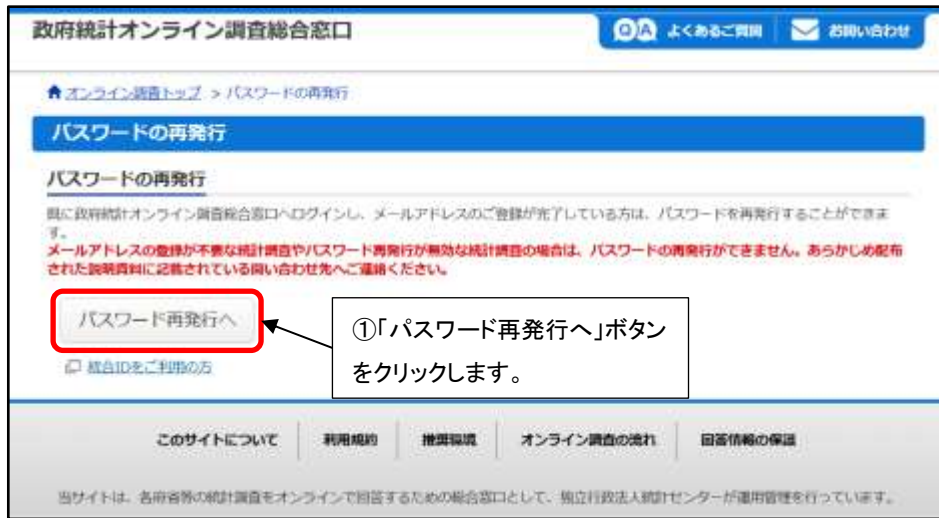 政府統計オンライン調査総合窓口
Q A よくあるご質問 お問い合わせ
オンライン調査トップ > パスワードの再発行
パスワードの再発行
パスワードの再発行
既に政府統計オンライン調査総合窓口へログインし、メールアドレスのご登録が完了している方は、パスワードを再発行することができま
す。
メールアドレスの登録が不要な統計調査やパスワード再発行が無効な統計調査の場合は、パスワードの再発行ができません。あらかじめ配布
された説明資料に記載されている問い合わせ先へご連絡ください。
パスワード再発行へ
①「パスワード再発行へ」ボタン
をクリックします。
統合IDをご利用の方
このサイトについて 利用規約 推奨環境 オンライン調査の流れ 回答情報の保護
当サイトは、各府省等の統計調査をオンラインで回答するための総合窓口として、独立行政法人統計センターが運用管理を行っています。